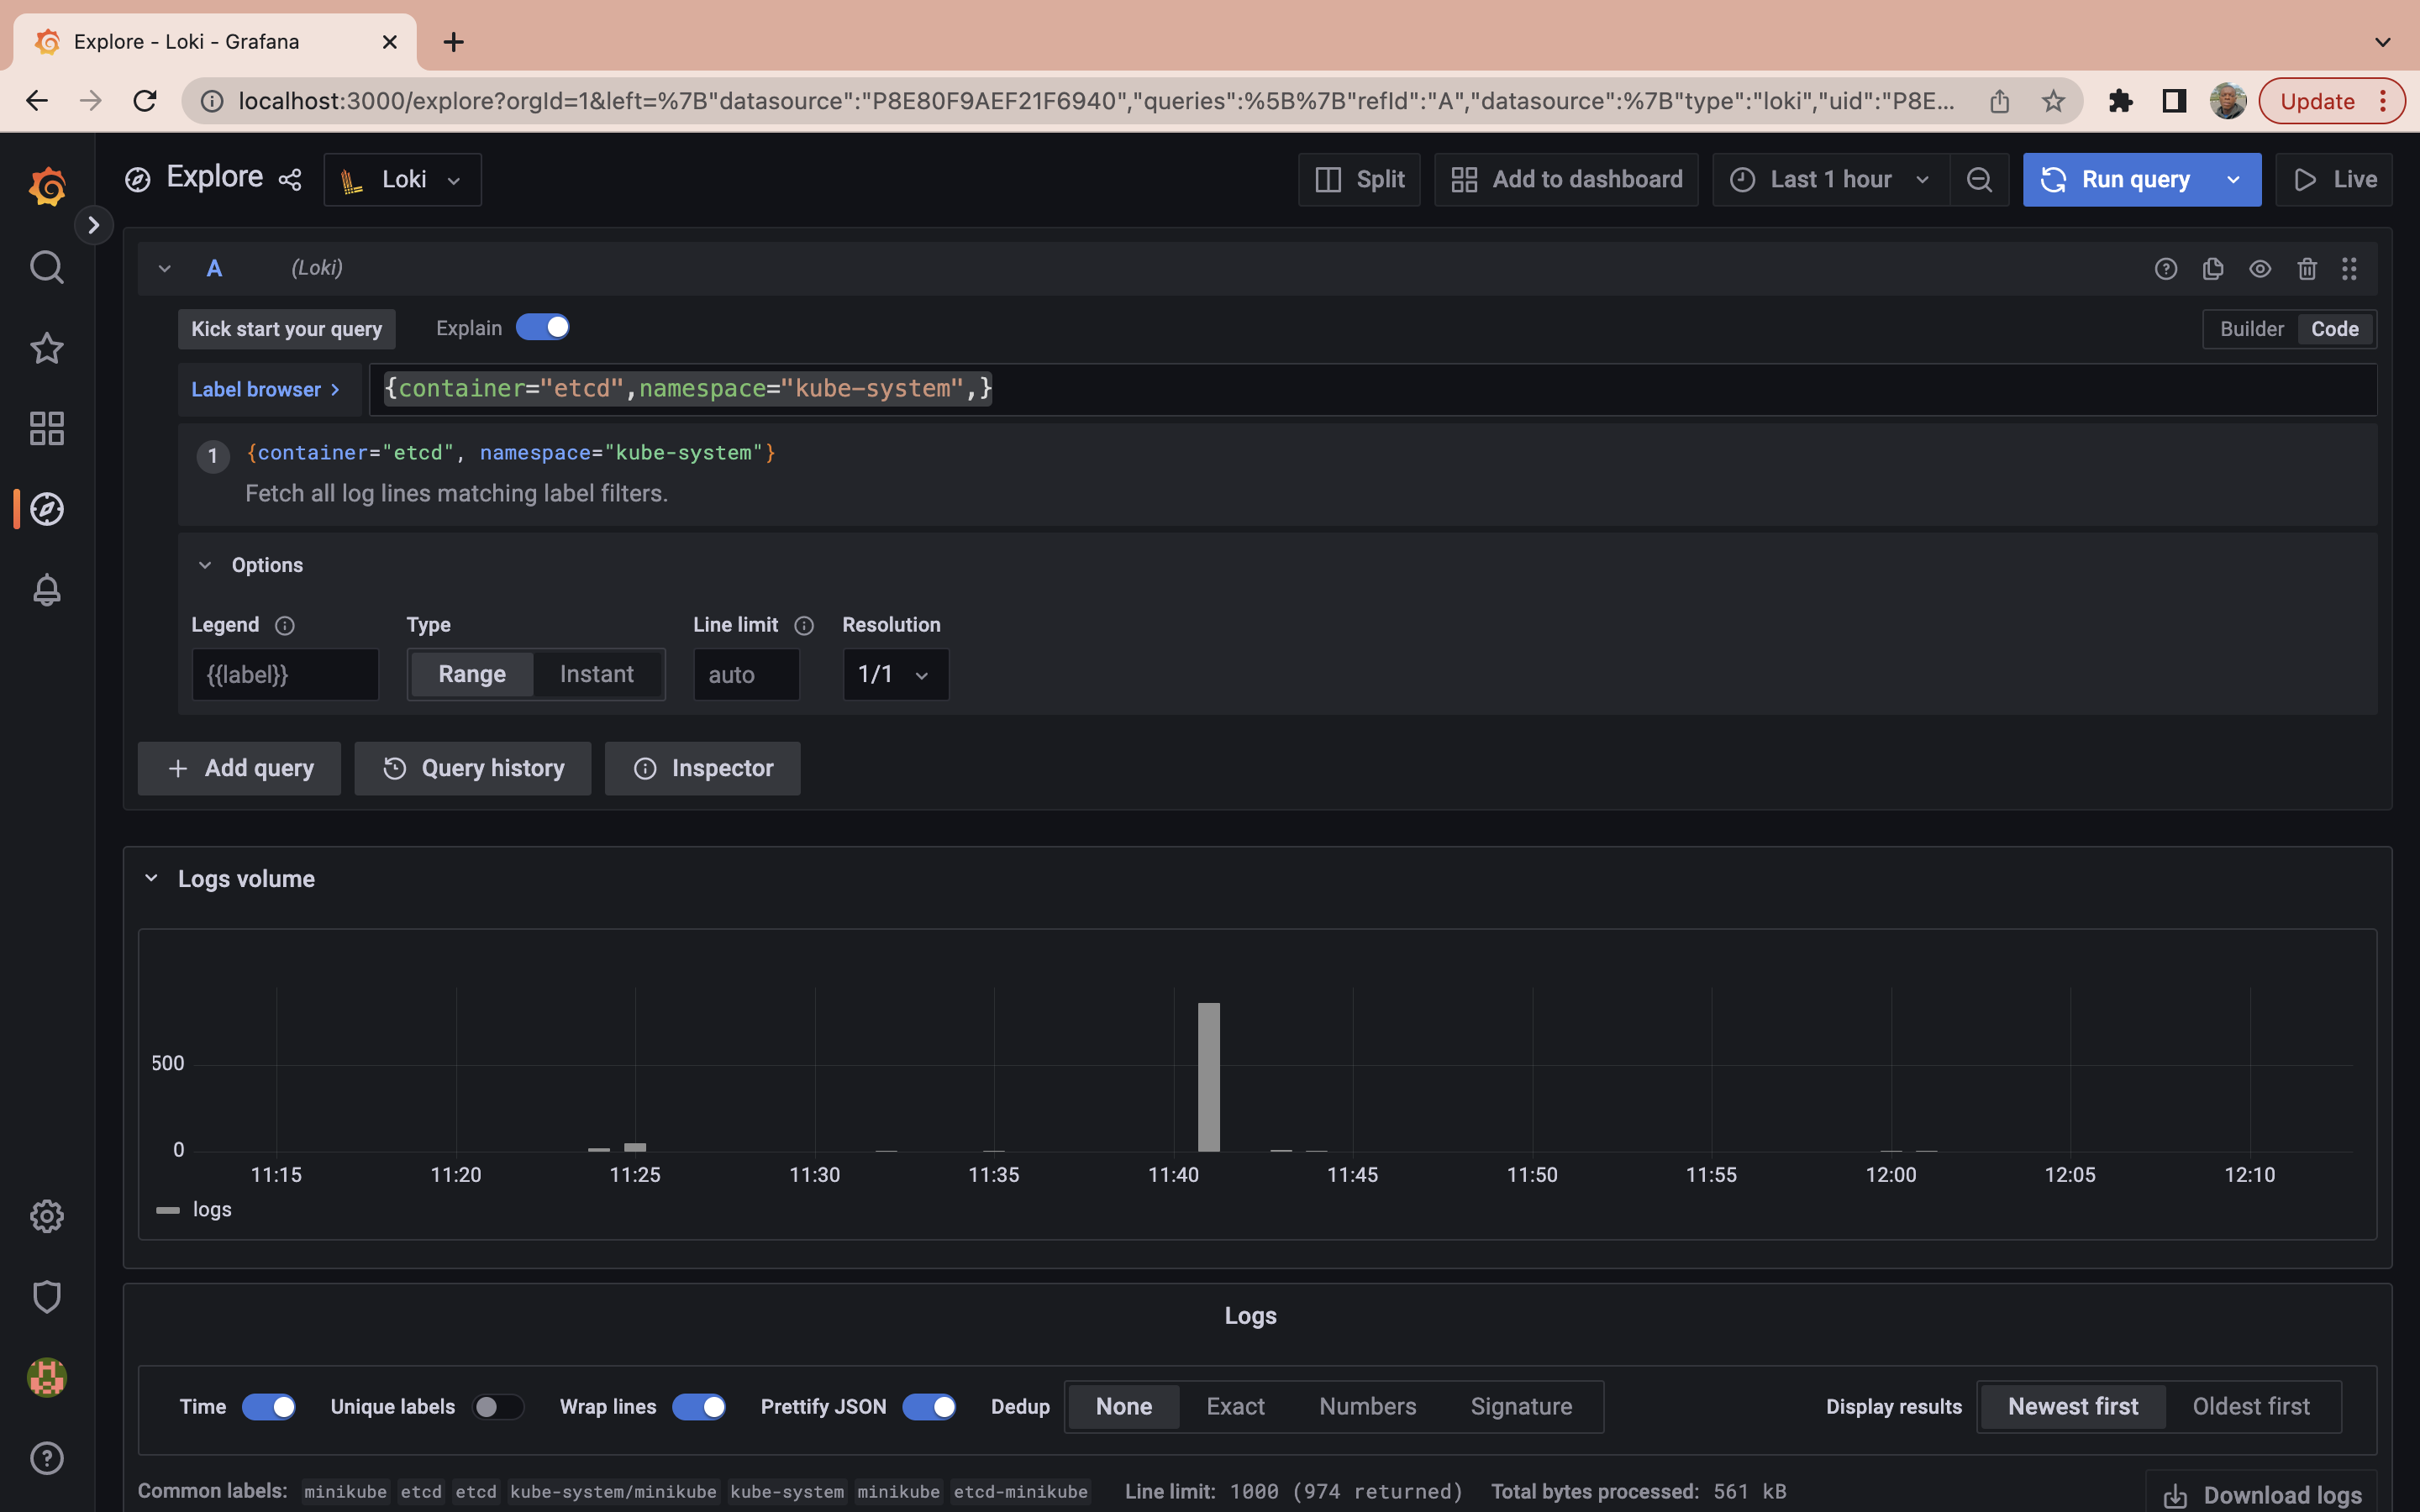 Explore - Loki - Grafana
localhost:3000/explore?orgId=1&left=%7B"datasource":"P8E80F9AEF21F6940","queries":%5B%7B"refId":"A","datasource":%7B"type":"loki","uid":"P8E...
Update
Explore
Loki
Split
Add to dashboard
Last 1 hour
Run query
Live
A
(Loki)
Kick start your query
Explain
Builder
Code
Label browser >
{container="etcd",namespace="kube-system",}
1
{container="etcd", namespace="kube-system"}
Fetch all log lines matching label filters.
Options
Legend
Type
Line limit
Resolution
{{label}}
Range
Instant
auto
1/1
+ Add query
Query history
Inspector
Logs volume
500
0
11:15
11:20
11:25
11:30
11:35
11:40
11:45
11:50
11:55
12:00
12:05
12:10
logs
Logs
Time
Unique labels
Wrap lines
Prettify JSON
Dedup
None
Exact
Numbers
Signature
Display results
Newest first
Oldest first
Common labels: minikube etcd etcd kube-system/minikube kube-system minikube etcd-minikube
Line limit: 1000 (974 returned)
Total bytes processed: 561 kB
Download logs